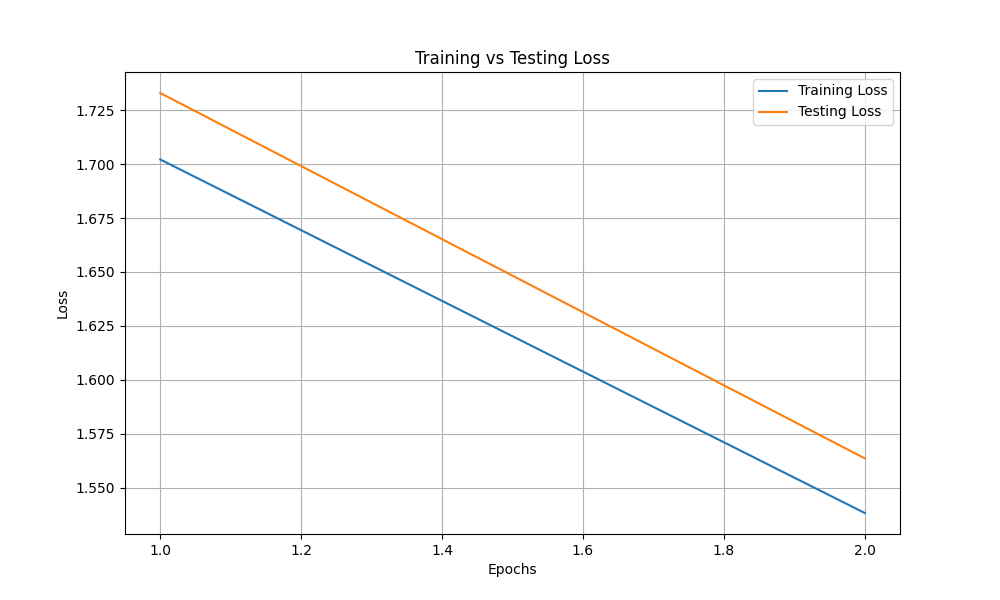 Training vs Testing Loss
Training Loss
Testing Loss
1.725
1.700
1.675
1.650
1.625
1.600
1.575
1.550
Loss
1.0 1.2 1.4 1.6 1.8 2.0
Epochs